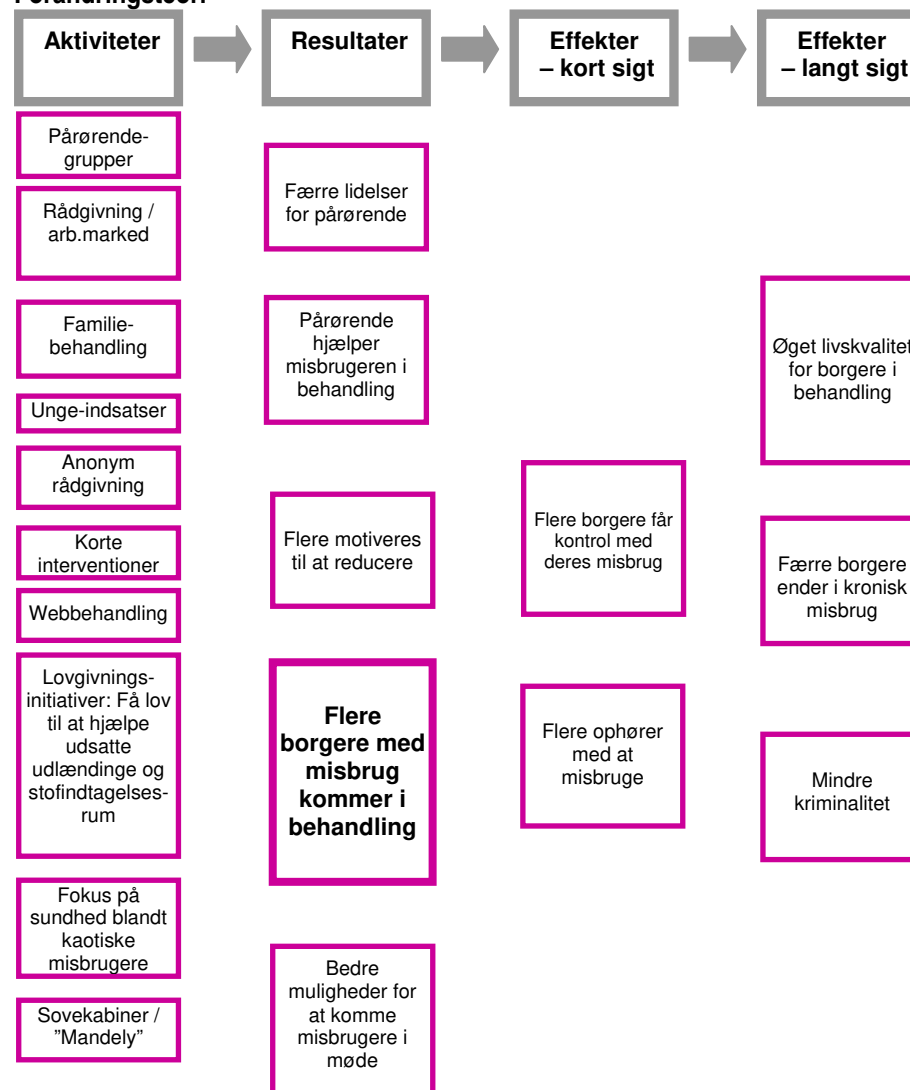 Forandringsteori
Aktiviteter
Resultater
Effekter
– kort sigt
Effekter
– langt sigt
Pårørende-
grupper
Rådgivning /
arb.marked
Familie-
behandling
Unge-indsatser
Anonym
rådgivning
Korte
interventioner
Webbehandling
Lovgivnings-
initiativer: Få lov
til at hjælpe
udsatte
udlændinge og
stofindtagelses-
rum
Fokus på
sundhed blandt
kaotiske
misbrugere
Sovekabiner /
”Mandely”
Færre lidelser
for pårørende
Pårørende
hjælper
misbrugeren i
behandling
Flere motiveres
til at reducere
Flere
borgere med
misbrug
kommer i
behandling
Bedre
muligheder for
at komme
misbrugere i
møde
Flere borgere får
kontrol med
deres misbrug
Flere ophører
med at
misbruge
Øget livskvalitet
for borgere i
behandling
Færre borgere
ender i kronisk
misbrug
Mindre
kriminalitet